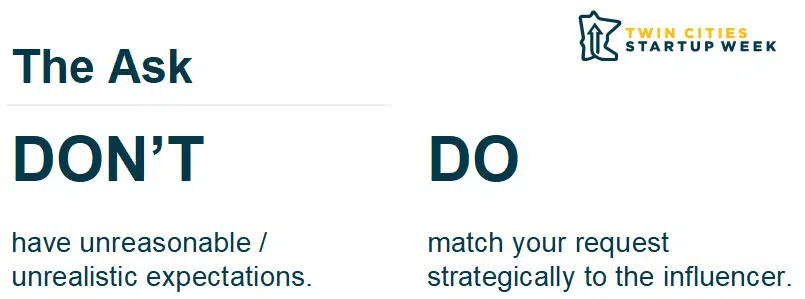 TWIN CITIES
STARTUP WEEK
The Ask
DON’T
have unreasonable /
unrealistic expectations.
DO
match your request
strategically to the influencer.